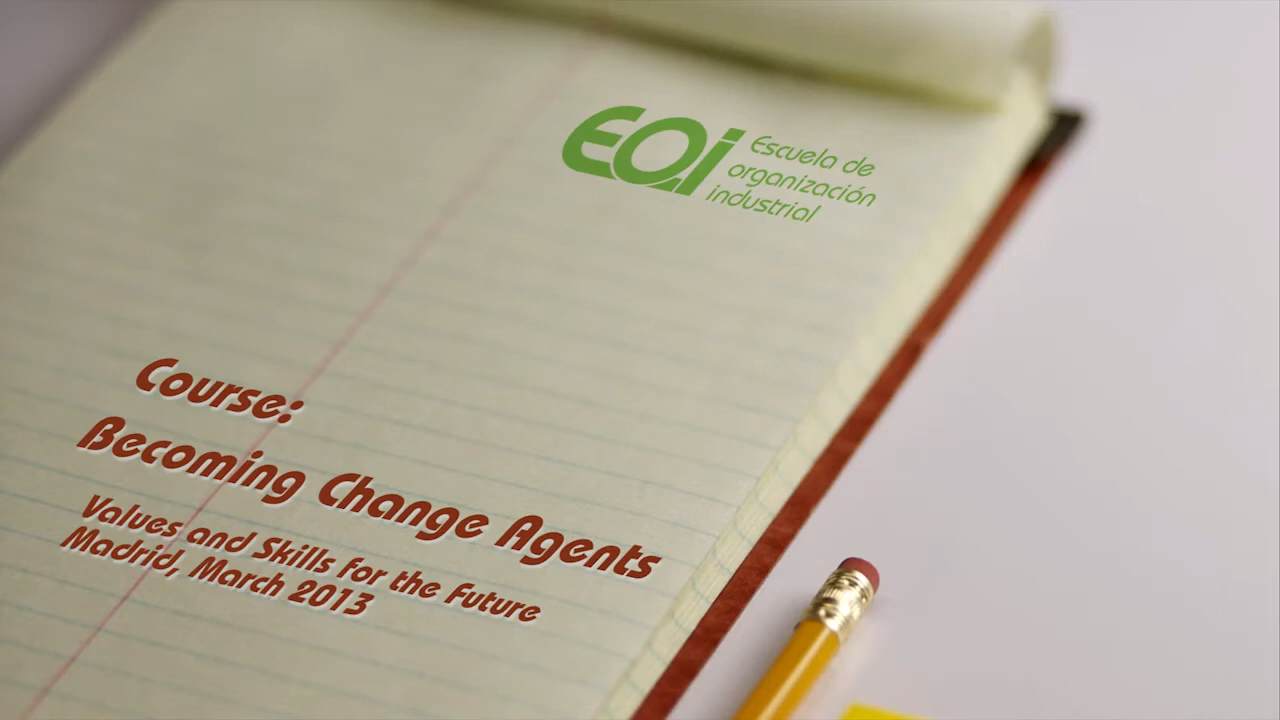 EOi
Escuela de
organización
industrial
Course:
Becoming Change Agents
Values and Skills for the Future
Madrid, March 2013